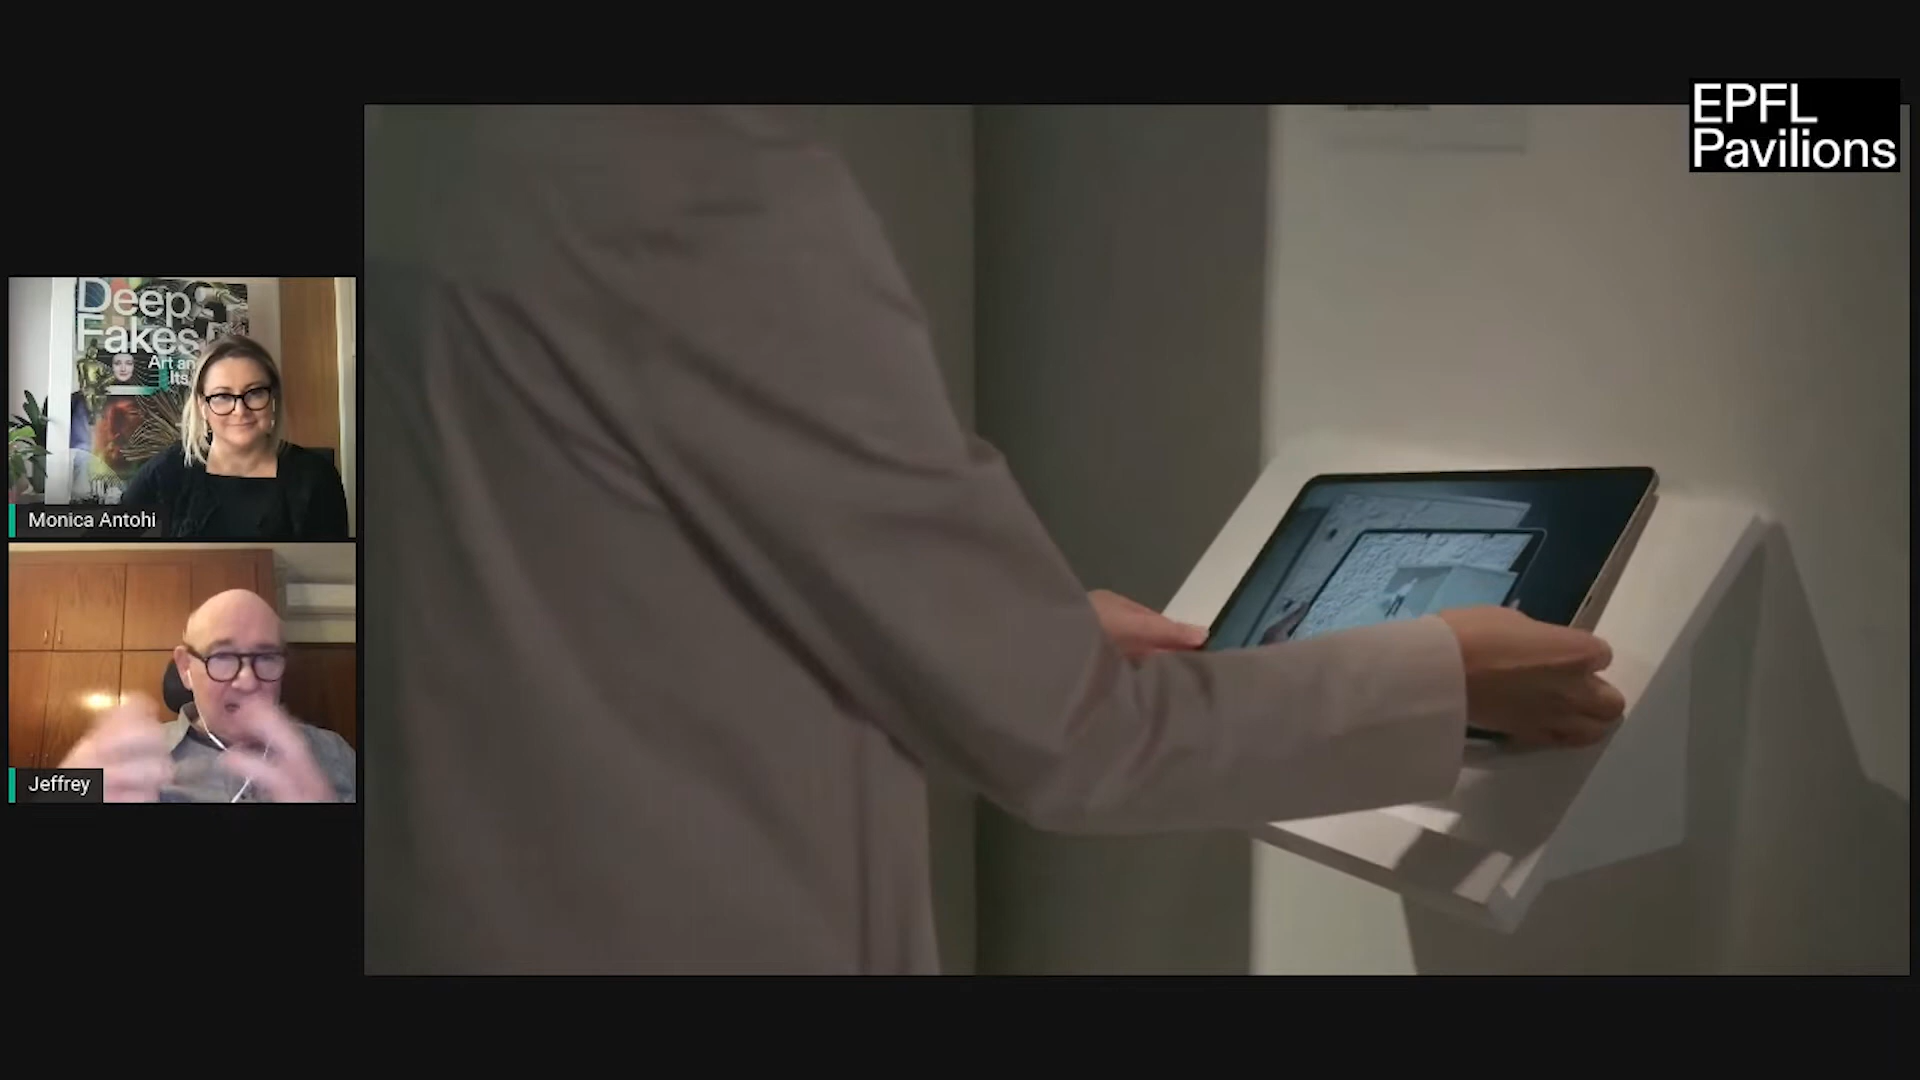 EPFL
Pavilions
Deep
Fakes
Art an
Its
Monica Antohi
Jeffrey